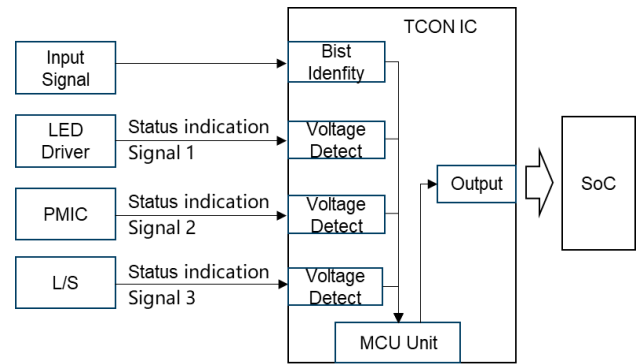 TCON IC
Input
Signal
Bist
Idenfity
LED
Driver
Status indication
Signal 1
Voltage
Detect
PMIC
Status indication
Signal 2
Voltage
Detect
Output
SoC
L/S
Status indication
Signal 3
Voltage
Detect
MCU Unit